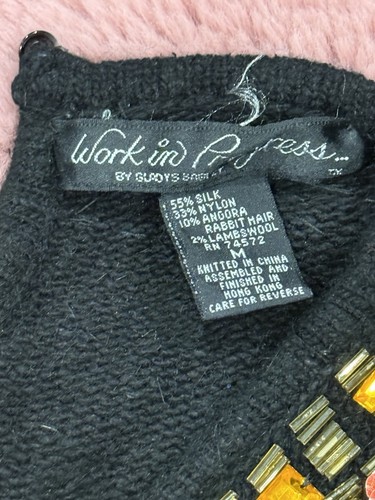 Work in Progress...
BY GLADYS
55% SILK
33% NYLON
10% ANGORA
RABBIT HAIR
2% LAMBSWOOL
RN 74572
M
KNITTED IN CHINA
ASSEMBLED AND
FINISHED IN
HONG KONG
CARE FOR REVERSE